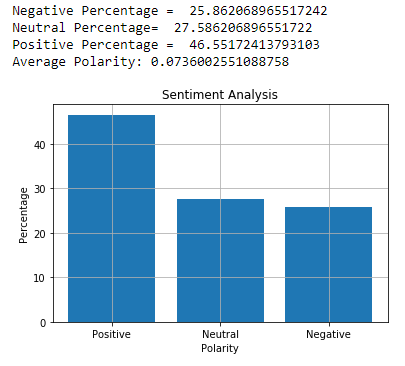 Negative Percentage =  25.862068965517242
Neutral Percentage=  27.586206896551722
Positive Percentage =  46.55172413793103
Average Polarity: 0.0736002551088758
Sentiment Analysis
Percentage
40
30
20
10
0
Positive Neutral Negative
Polarity